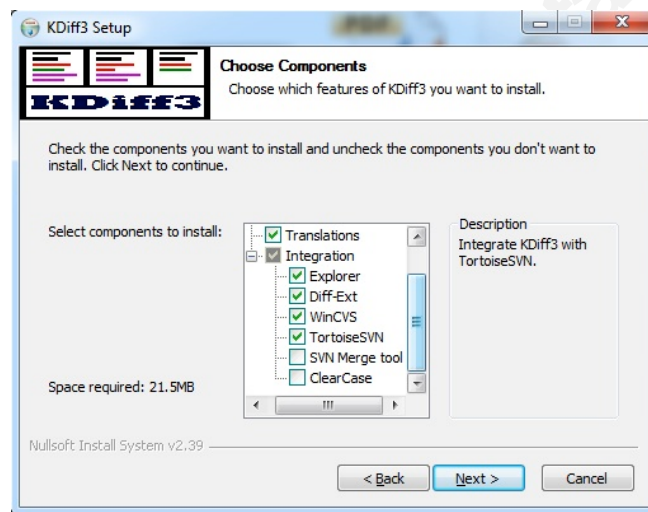 KDiff3 Setup
KDiff3
Choose Components
Choose which features of KDiff3 you want to install.
Check the components you want to install and uncheck the components you don't want to
install. Click Next to continue.
Select components to install:
Translations
Integration
Explorer
Diff-Ext
WinCVS
TortoiseSVN
SVN Merge tool
ClearCase
Description
Integrate KDiff3 with
TortoiseSVN.
Space required: 21.5MB
Nullsoft Install System v2.39
< Back
Next >
Cancel